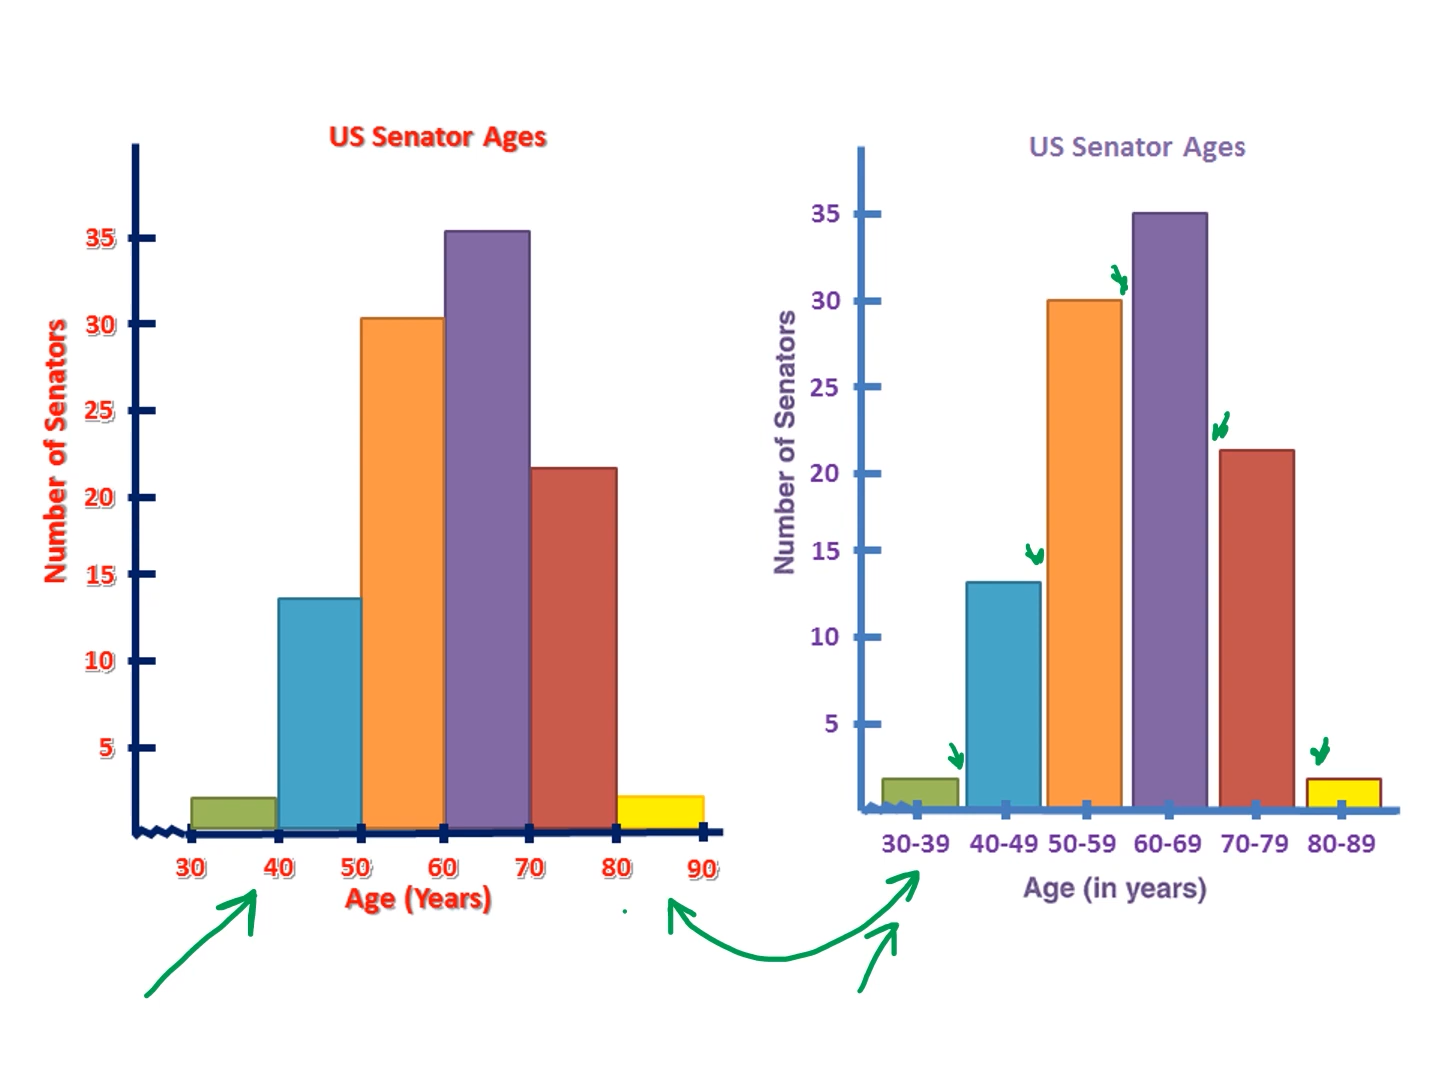 US Senator Ages
35
30
25
20
15
10
5
Number of Senators
30 40 50 60 70 80 90
Age (Years)
US Senator Ages
35
30
25
20
15
10
5
Number of Senators
30-39 40-49 50-59 60-69 70-79 80-89
Age (in years)